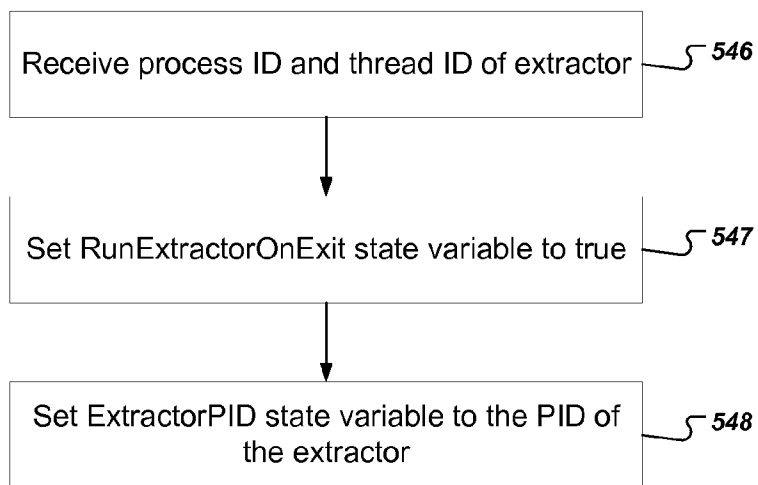 Receive process ID and thread ID of extractor
546
Set RunExtractorOnExit state variable to true
547
Set ExtractorPID state variable to the PID of
the extractor
548